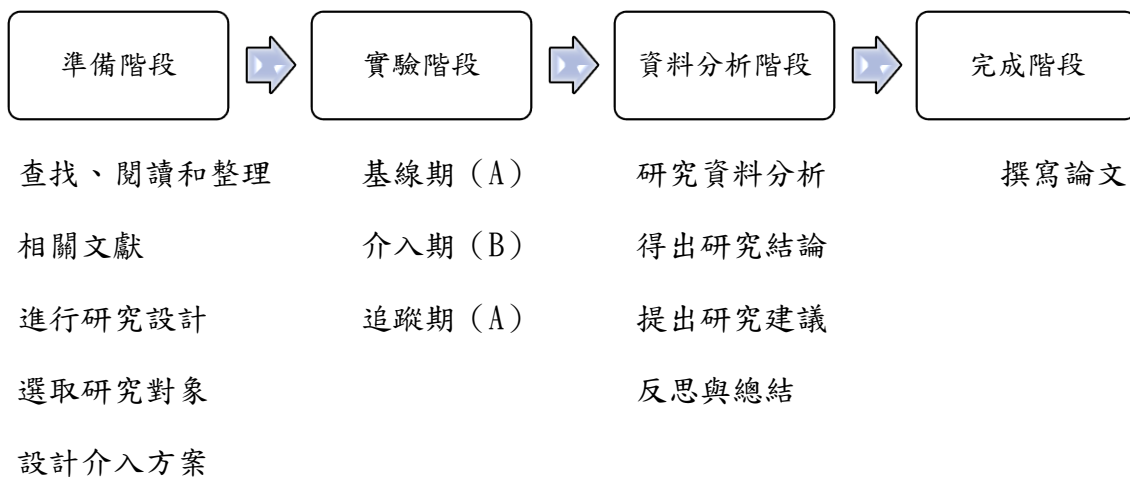 準備階段
實驗階段
資料分析階段
完成階段
查找、閱讀和整理
相關文獻
進行研究設計
選取研究對象
設計介入方案
基線期（A）
介入期（B）
追蹤期（A）
研究資料分析
得出研究結論
提出研究建議
反思與總結
撰寫論文